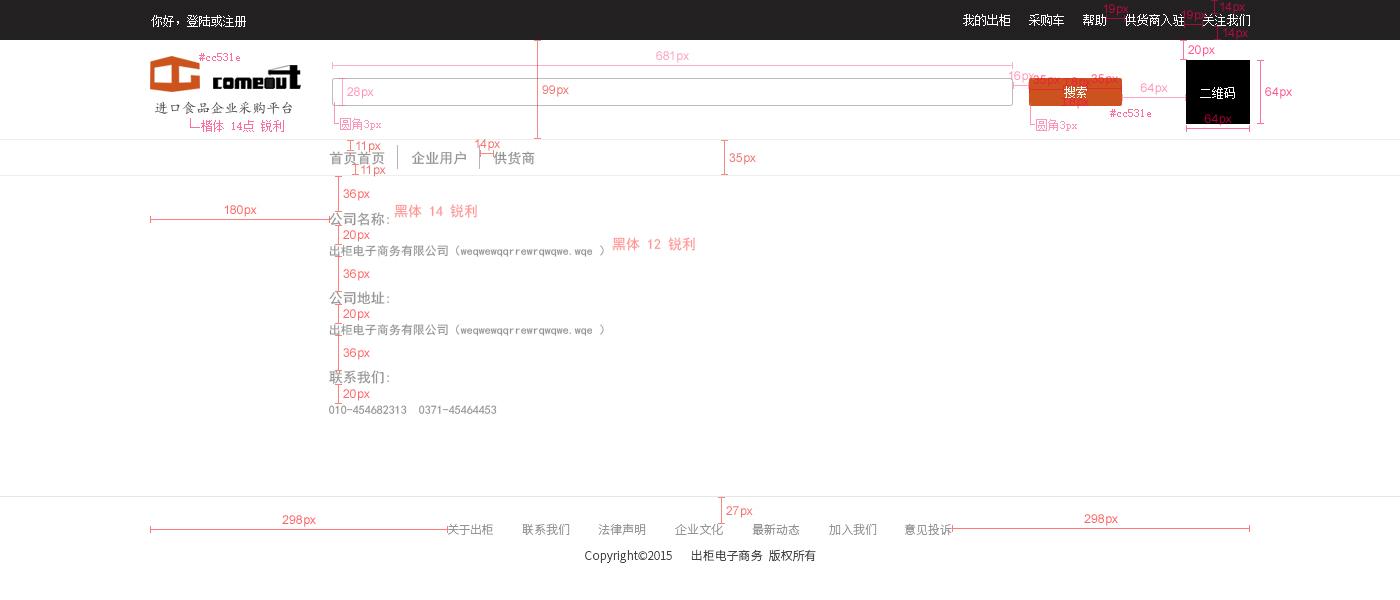 你好，登陆或注册 我的出柜 采购车 帮助 供货商入驻 关注我们
19px 19px 14px 14px
#cc531e
comeout
进口食品企业采购平台
楷体 14点 锐利
681px
28px
圆角3px
99px
16px 35px 35px
搜索
圆角3px
#cc531e
64px
20px
二维码
64px
64px
首页首页 企业用户 供货商
11px
11px
14px
35px
36px
180px
公司名称: 黑体 14 锐利
20px
出柜电子商务有限公司（weqwewqqrrewrqwqwe.wqe ） 黑体 12 锐利
36px
公司地址:
20px
出柜电子商务有限公司（weqwewqqrrewrqwqwe.wqe ）
36px
联系我们:
20px
010-454682313 0371-45464453
27px
298px 298px
关于出柜 联系我们 法律声明 企业文化 最新动态 加入我们 意见投诉
Copyright©2015 出柜电子商务 版权所有